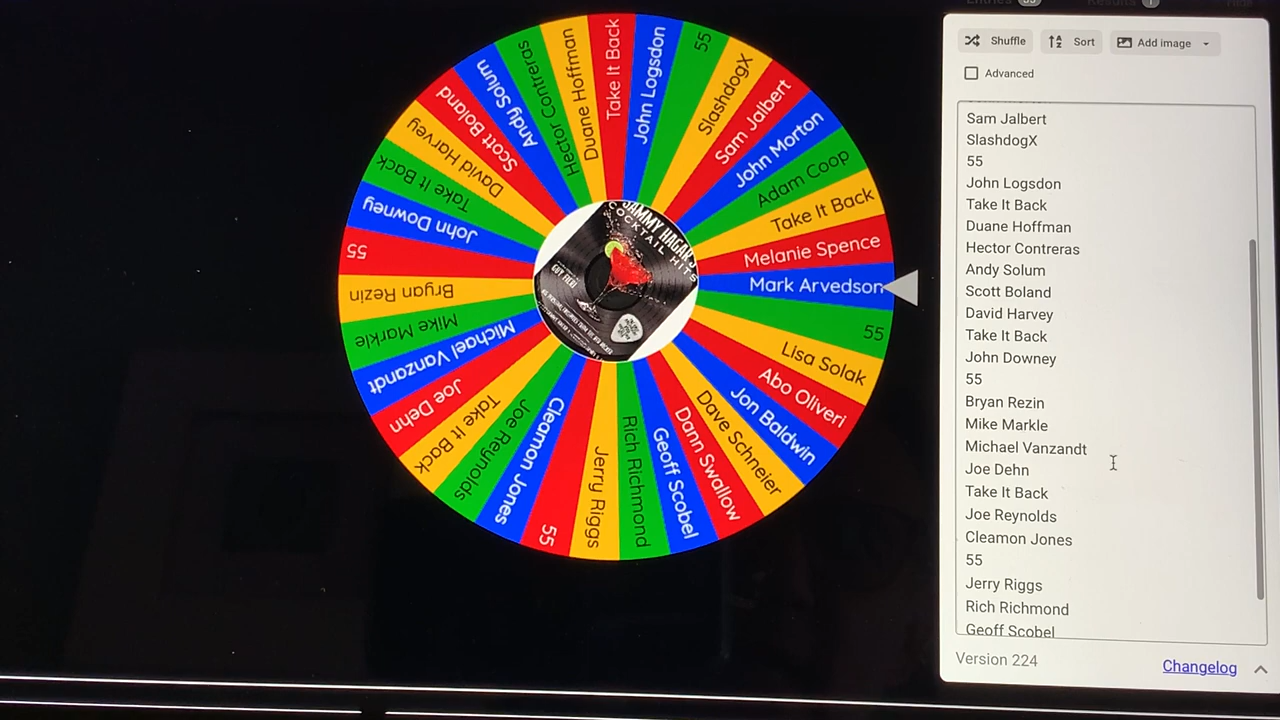 Shuffle
Sort
Add image
Advanced
Sam Jalbert
SlashdogX
55
John Logsdon
Take It Back
Duane Hoffman
Hector Contreras
Andy Solum
Scott Boland
David Harvey
Take It Back
John Downey
55
Bryan Rezin
Mike Markle
Michael Vanzandt
Joe Dehn
Take It Back
Joe Reynolds
Cleamon Jones
55
Jerry Riggs
Rich Richmond
Geoff Scobel
Version 224
Changelog
Take It Back
John Logsdon
55
SlashdogX
Sam Jalbert
John Morton
Adam Coop
Take It Back
Melanie Spence
Mark Arvedson
55
Lisa Solak
Abo Oliveri
Jon Baldwin
Dave Schneier
Dann Swallow
Geoff Scobel
Rich Richmond
Jerry Riggs
55
Cleamon Jones
Joe Reynolds
Take It Back
Joe Dehn
Michael Vanzandt
Mike Markle
Bryan Rezin
55
John Downey
Take It Back
David Harvey
Scott Boland
Andy Solum
Hector Contreras
Duane Hoffman
SAMMY HAGAR'S
COCKTAIL HITS
GUY FIERI